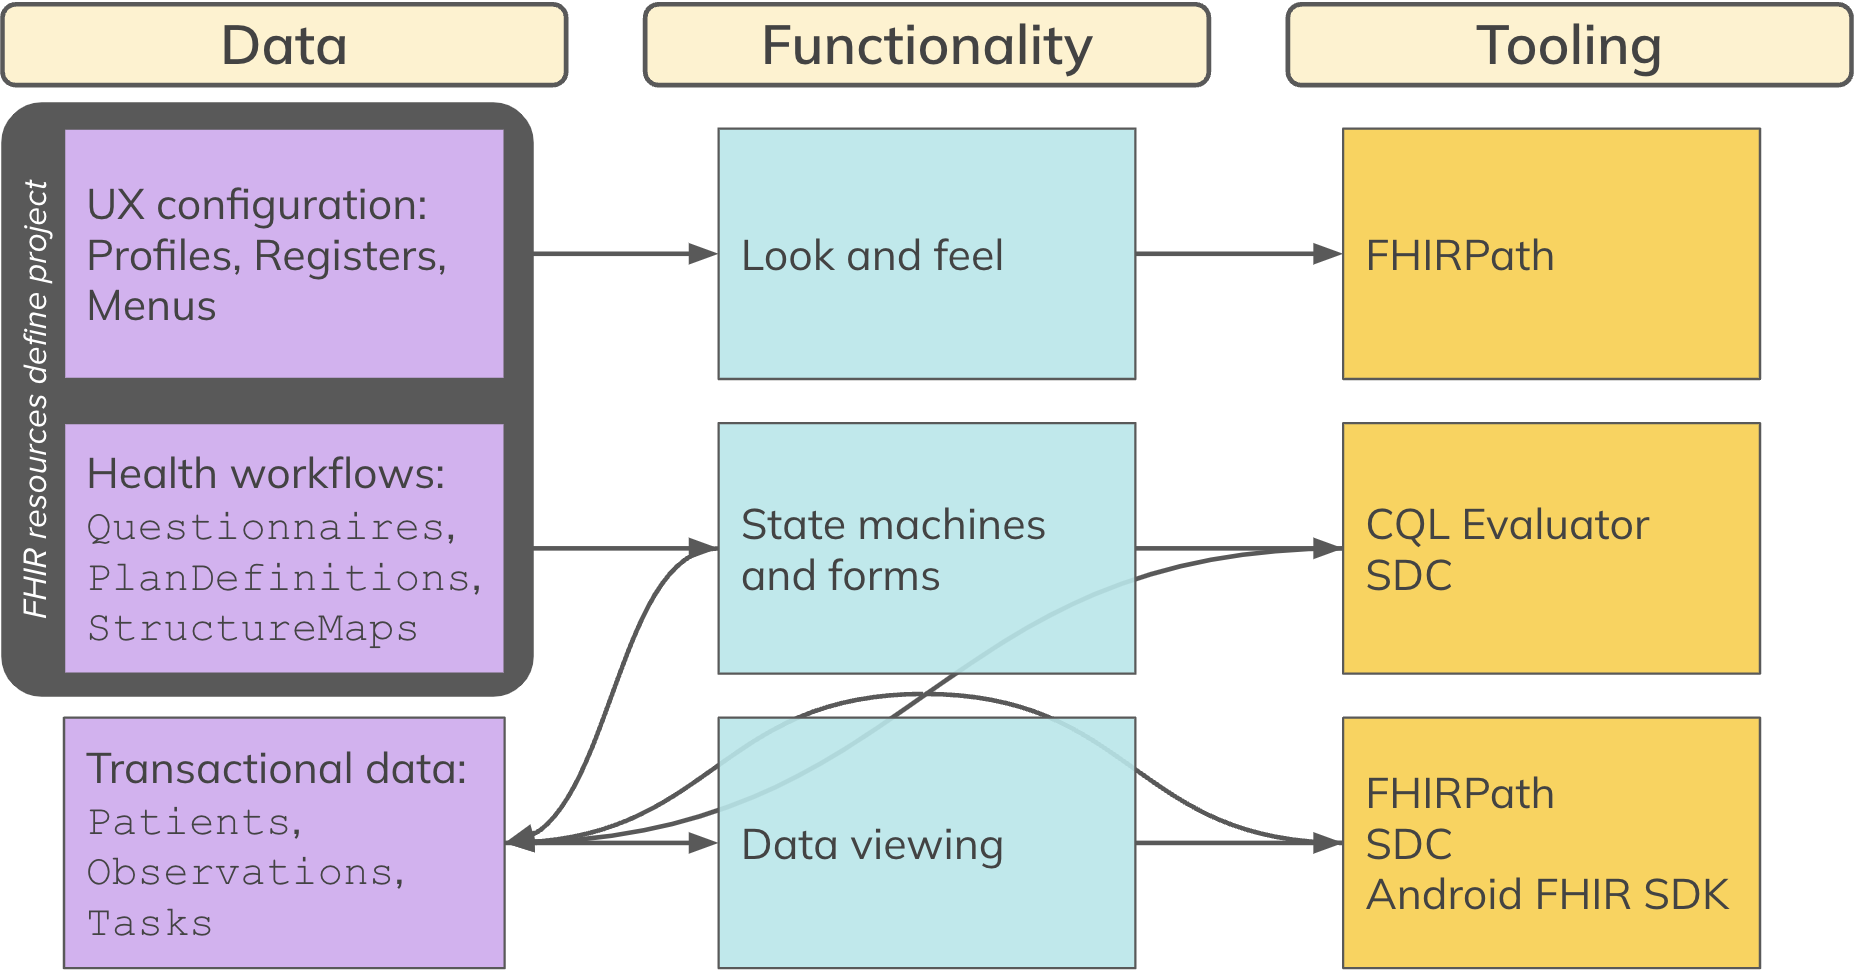 Data
Functionality
Tooling
FHIR resources define project
UX configuration:
Profiles, Registers,
Menus
Look and feel
FHIRPath
Health workflows:
Questionnaires,
PlanDefinitions,
StructureMaps
State machines
and forms
CQL Evaluator
SDC
Transactional data:
Patients,
Observations,
Tasks
Data viewing
FHIRPath
SDC
Android FHIR SDK